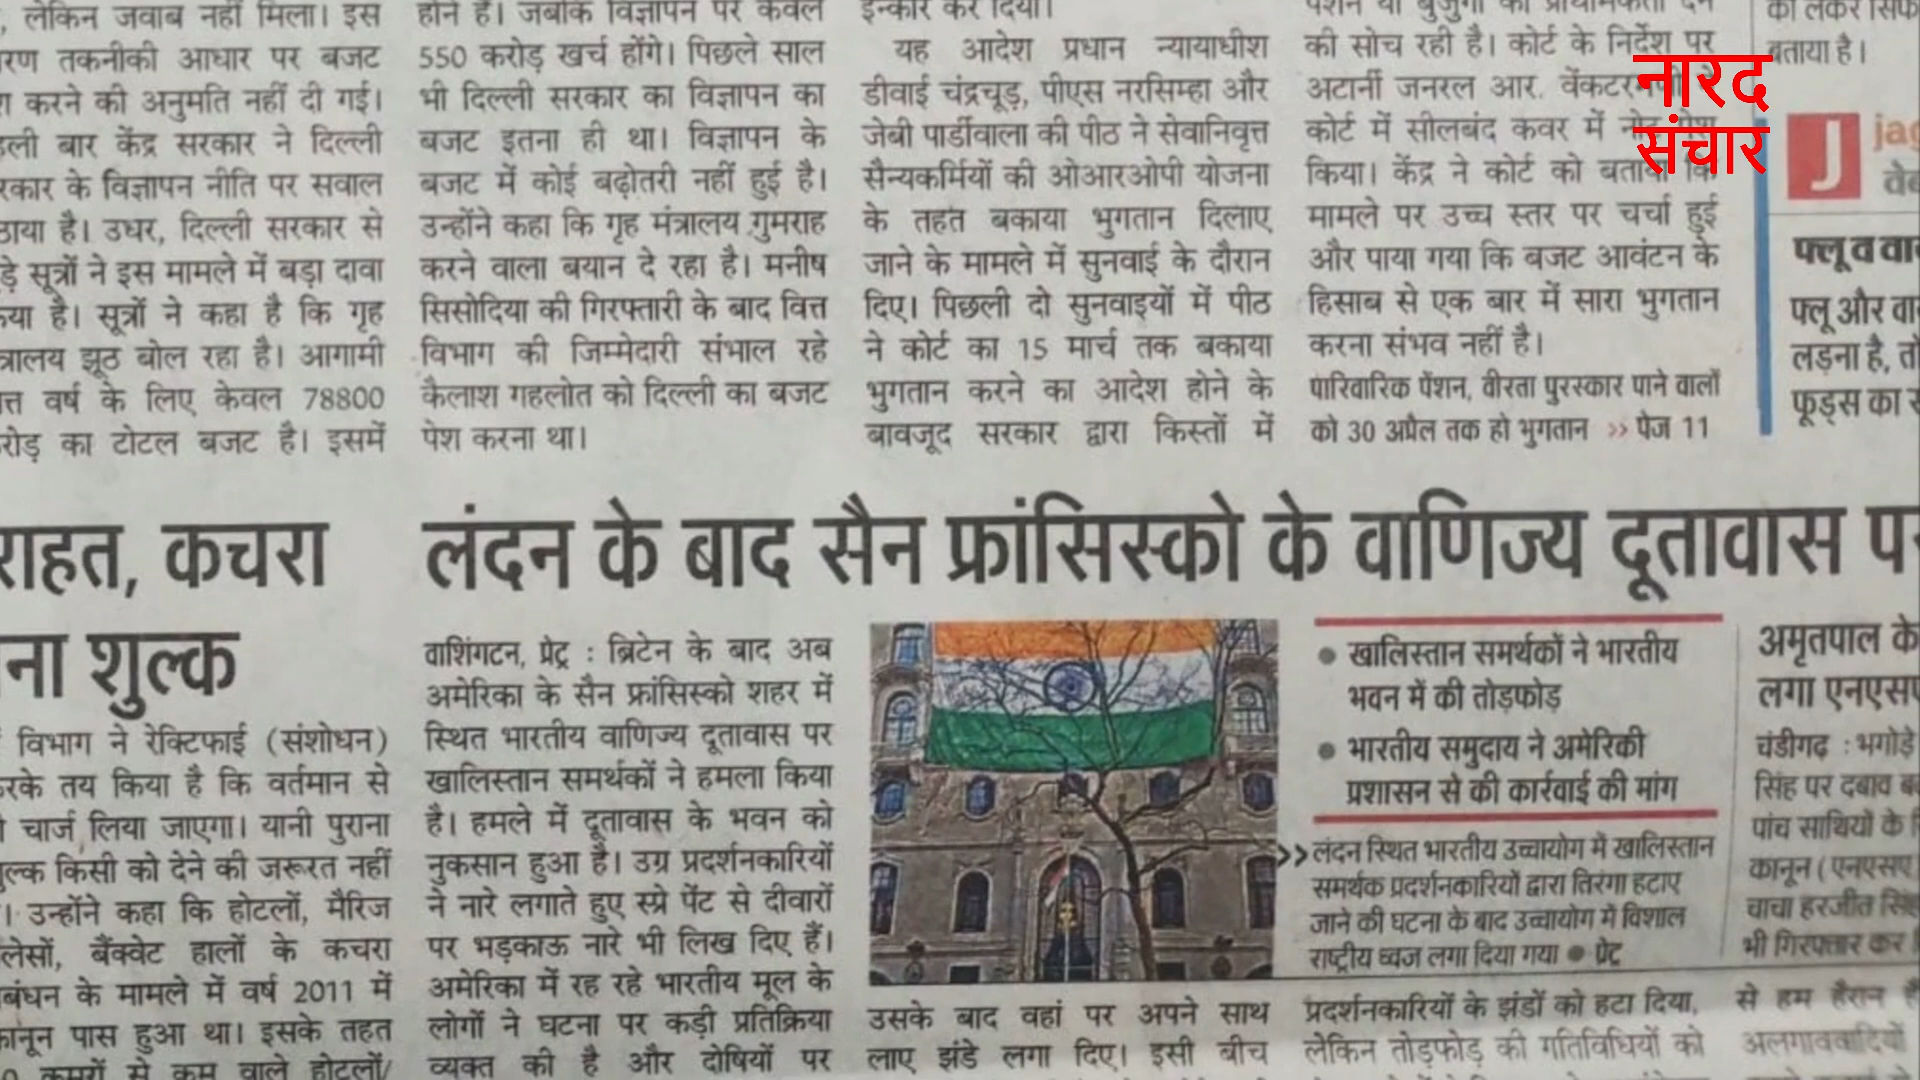 लेकिन जवाब नहीं मिला। इस
तकनीकी आधार पर बजट
करने की अनुमति नहीं दी गई।
बार केंद्र सरकार ने दिल्ली
के विज्ञापन नीति पर सवाल
है। उधर, दिल्ली सरकार से
सूत्रों ने इस मामले में बड़ा दावा
है। सूत्रों ने कहा है कि गृह
झूठ बोल रहा है। आगामी
वर्ष के लिए केवल 78800
का टोटल बजट है। इसमें
होने हैं। जबकि विज्ञापन पर केवल
550 करोड़ खर्च होंगे। पिछले साल
भी दिल्ली सरकार का विज्ञापन का
बजट इतना ही था। विज्ञापन के
बजट में कोई बढ़ोतरी नहीं हुई है।
उन्होंने कहा कि गृह मंत्रालय गुमराह
करने वाला बयान दे रहा है। मनीष
सिसोदिया की गिरफ्तारी के बाद वित्त
विभाग की जिम्मेदारी संभाल रहे
कैलाश गहलोत को दिल्ली का बजट
पेश करना था।
इन्कार कर दिया।
यह आदेश प्रधान न्यायाधीश
डीवाई चंद्रचूड़, पीएस नरसिम्हा और
जेबी पार्डीवाला की पीठ ने सेवानिवृत्त
सैन्यकर्मियों की ओआरओपी योजना
के तहत बकाया भुगतान दिलाए
जाने के मामले में सुनवाई के दौरान
दिए। पिछली दो सुनवाइयों में पीठ
ने कोर्ट का 15 मार्च तक बकाया
भुगतान करने का आदेश होने के
बावजूद सरकार द्वारा किस्तों में
की सोच रही है। कोर्ट के निर्देश पर
अटार्नी जनरल आर.
कोर्ट में सीलबंद कवर में
किया। केंद्र ने कोर्ट को बताया कि
मामले पर उच्च स्तर पर चर्चा हुई
और पाया गया कि बजट आवंटन के
हिसाब से एक बार में सारा भुगतान
करना संभव नहीं है।
पारिवारिक पेंशन, वीरता पुरस्कार पाने वालों
को 30 अप्रैल तक हो भुगतान >> पेज 11
नारद
संचार
बताया है।
J
फ्लू व
फ्लू और
लड़ना है,
फूड्स का
राहत, कचरा
शुल्क
विभाग ने रेक्टिफाई (संशोधन)
करके तय किया है कि वर्तमान से
चार्ज लिया जाएगा। यानी पुराना
किसी को देने की जरूरत नहीं
उन्होंने कहा कि होटलों, मैरिज
बैंक्वेट हालों के कचरा
के मामले में वर्ष 2011 में
कानून पास हुआ था। इसके तहत
कमरों से कम वाले होटलों/
लंदन के बाद सैन फ्रांसिस्को के वाणिज्य दूतावास
वाशिंगटन, प्रेट्र : ब्रिटेन के बाद अब
अमेरिका के सैन फ्रांसिस्को शहर में
स्थित भारतीय वाणिज्य दूतावास पर
खालिस्तान समर्थकों ने हमला किया
है। हमले में दूतावास के भवन को
नुकसान हुआ है। उग्र प्रदर्शनकारियों
ने नारे लगाते हुए स्प्रे पेंट से दीवारों
पर भड़काऊ नारे भी लिख दिए हैं।
अमेरिका में रह रहे भारतीय मूल के
लोगों ने घटना पर कड़ी प्रतिक्रिया
व्यक्त की है और दोषियों पर
• खालिस्तान समर्थकों ने भारतीय
भवन में की तोड़फोड़
• भारतीय समुदाय ने अमेरिकी
प्रशासन से की कार्रवाई की मांग
>> लंदन स्थित भारतीय उच्चायोग में खालिस्तान
समर्थक प्रदर्शनकारियों द्वारा तिरंगा हटाए
जाने की घटना के बाद उच्चायोग में विशाल
राष्ट्रीय ध्वज लगा दिया गया ● प्रेट्र
उसके बाद वहां पर अपने साथ
लाए झंडे लगा दिए। इसी बीच
प्रदर्शनकारियों के झंडों को हटा दिया,
लेकिन तोड़फोड़ की गतिविधियों को
अमृतपाल के
लगा
चंडीगढ़ : भगोड़े
सिंह पर दबाव
पांच साथियों के
कानून (एनएसए)
चाचा हरजीत सिंह
भी गिरफ्तार कर
से हम हैरान
अलगाववादियों